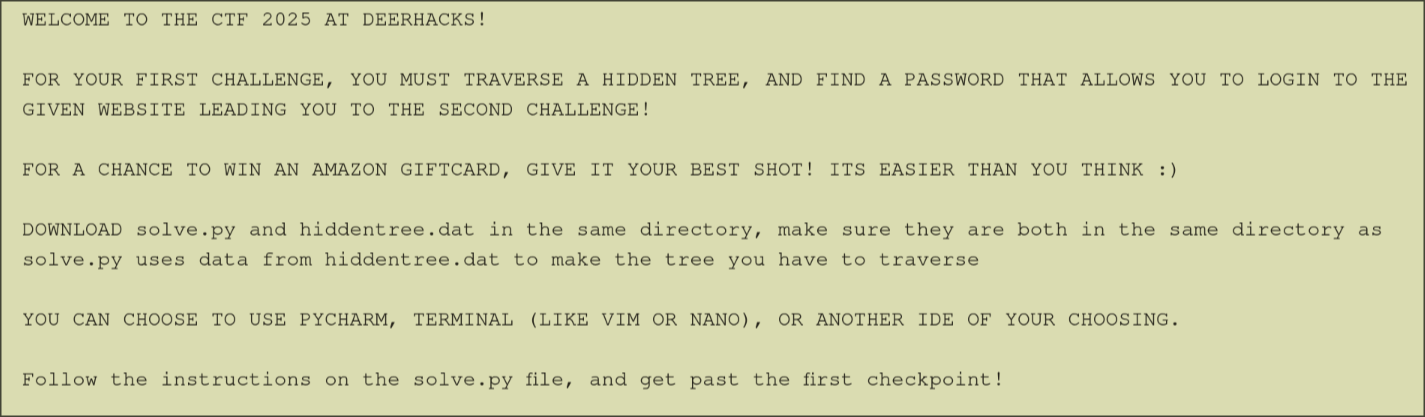 WELCOME TO THE CTF 2025 AT DEERHACKS!
FOR YOUR FIRST CHALLENGE, YOU MUST TRAVERSE A HIDDEN TREE, AND FIND A PASSWORD THAT ALLOWS YOU TO LOGIN TO THE
GIVEN WEBSITE LEADING YOU TO THE SECOND CHALLENGE!
FOR A CHANCE TO WIN AN AMAZON GIFTCARD, GIVE IT YOUR BEST SHOT! ITS EASIER THAN YOU THINK :)
DOWNLOAD solve.py and hiddentree.dat in the same directory, make sure they are both in the same directory as
solve.py uses data from hiddentree.dat to make the tree you have to traverse
YOU CAN CHOOSE TO USE PYCHARM, TERMINAL (LIKE VIM OR NANO), OR ANOTHER IDE OF YOUR CHOOSING.
Follow the instructions on the solve.py file, and get past the first checkpoint!